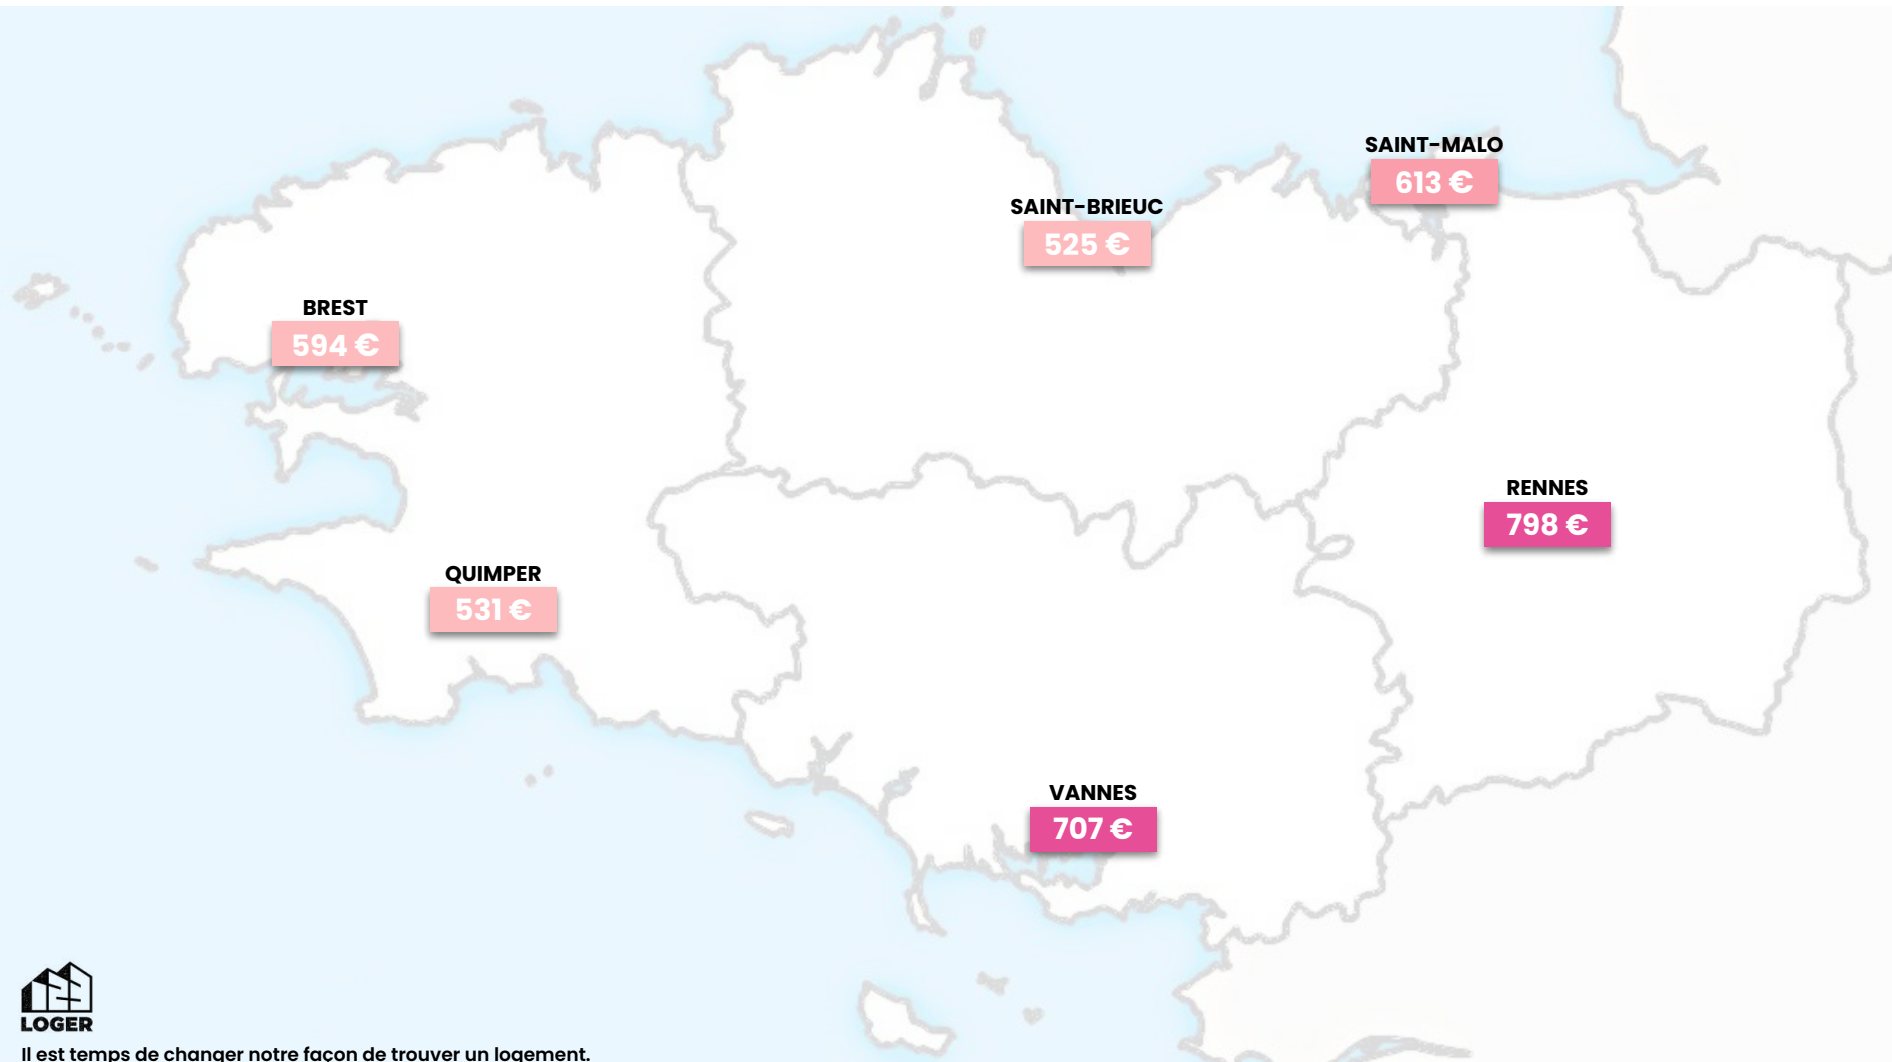 SAINT-MALO
613 €
SAINT-BRIEUC
525 €
BREST
594 €
RENNES
798 €
QUIMPER
531 €
VANNES
707 €
123
LOGER
Il est temps de changer notre façon de trouver un logement.